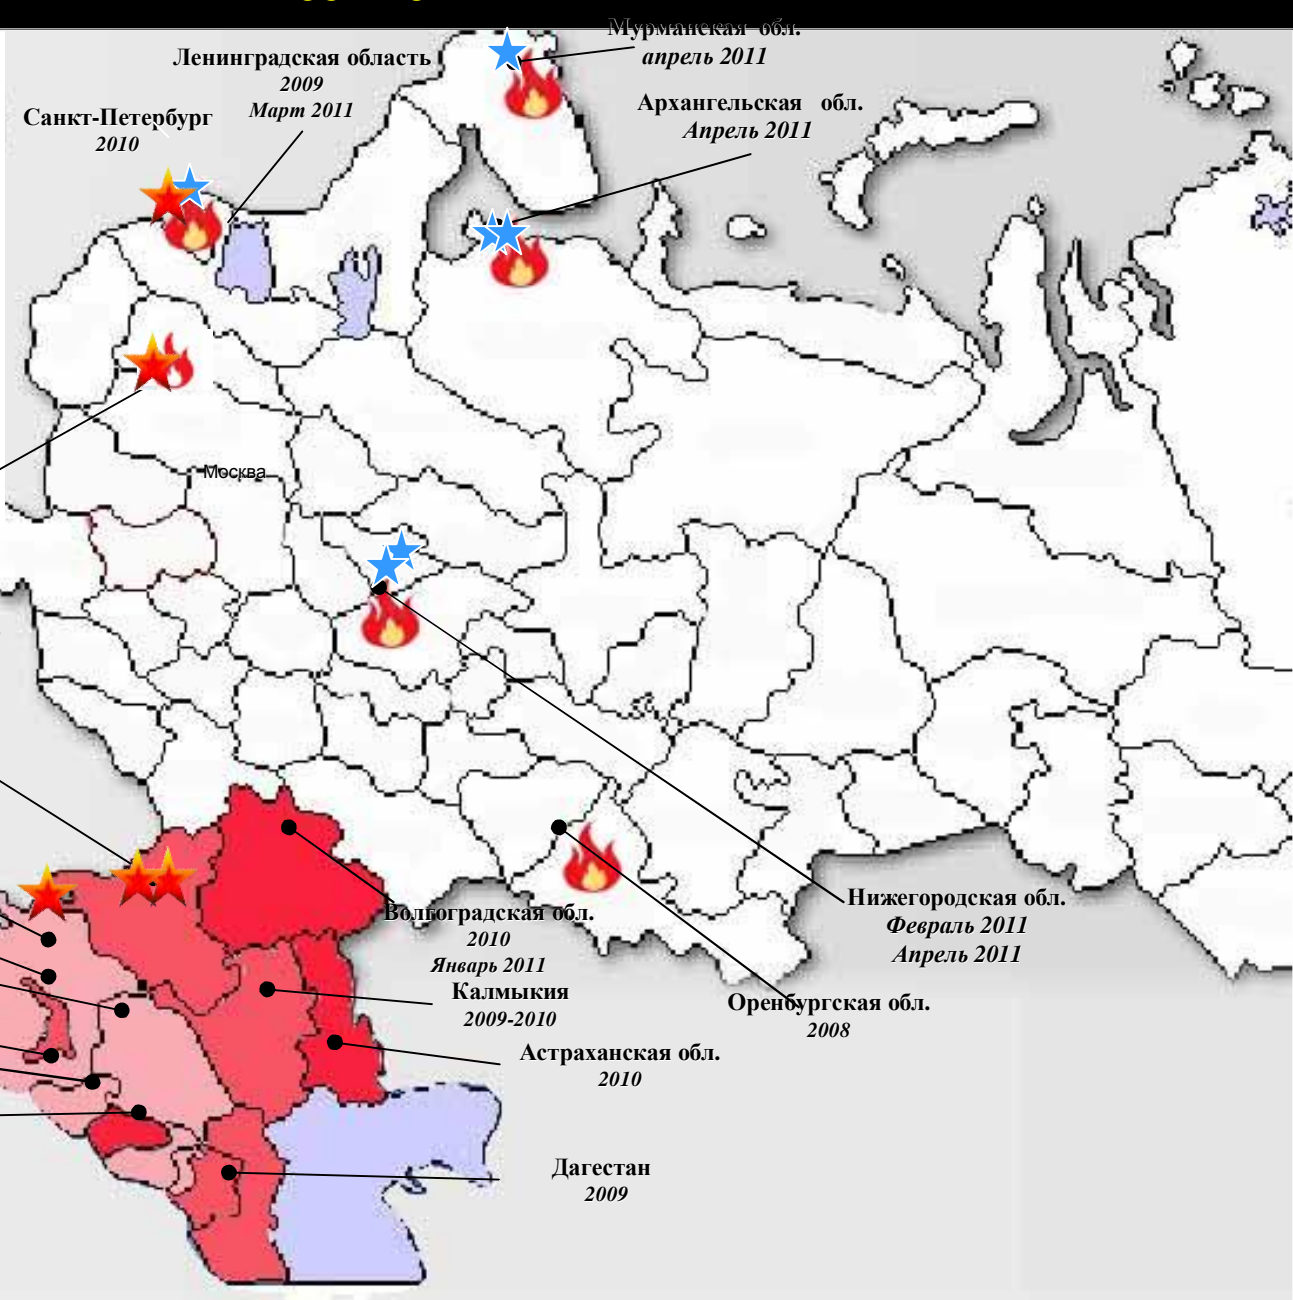 Мурманская обл.
апрель 2011
Ленинградская область
2009
Март 2011
Архангельская обл.
Апрель 2011
Санкт-Петербург
2010
Москва
Нижегородская обл.
Февраль 2011
Апрель 2011
Волгоградская обл.
2010
Январь 2011
Калмыкия
2009-2010
Оренбургская обл.
2008
Астраханская обл.
2010
Дагестан
2009